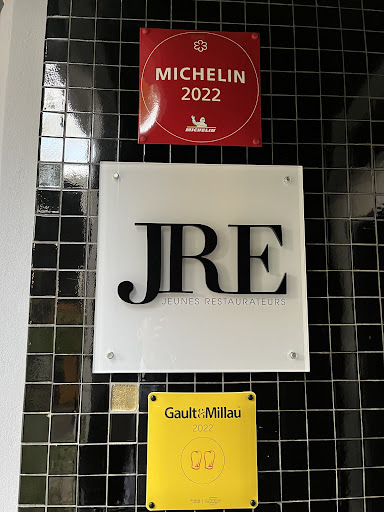 MICHELIN
2022
MICHELIN
JRE
JEUNES RESTAURATEURS
Gault&Millau
2022